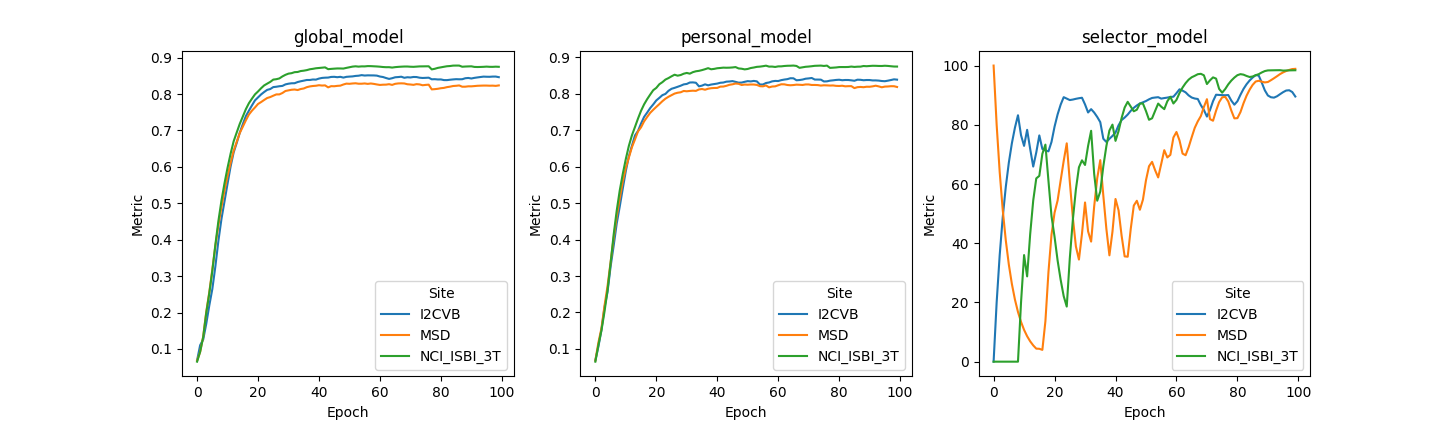 global_model
Metric
0.9
0.8
0.7
0.6
0.5
0.4
0.3
0.2
0.1
0 20 40 60 80 100
Epoch
Site
I2CVB
MSD
NCI_ISBI_3T
personal_model
Metric
0.9
0.8
0.7
0.6
0.5
0.4
0.3
0.2
0.1
0 20 40 60 80 100
Epoch
Site
I2CVB
MSD
NCI_ISBI_3T
selector_model
Metric
100
80
60
40
20
0
0 20 40 60 80 100
Epoch
Site
I2CVB
MSD
NCI_ISBI_3T